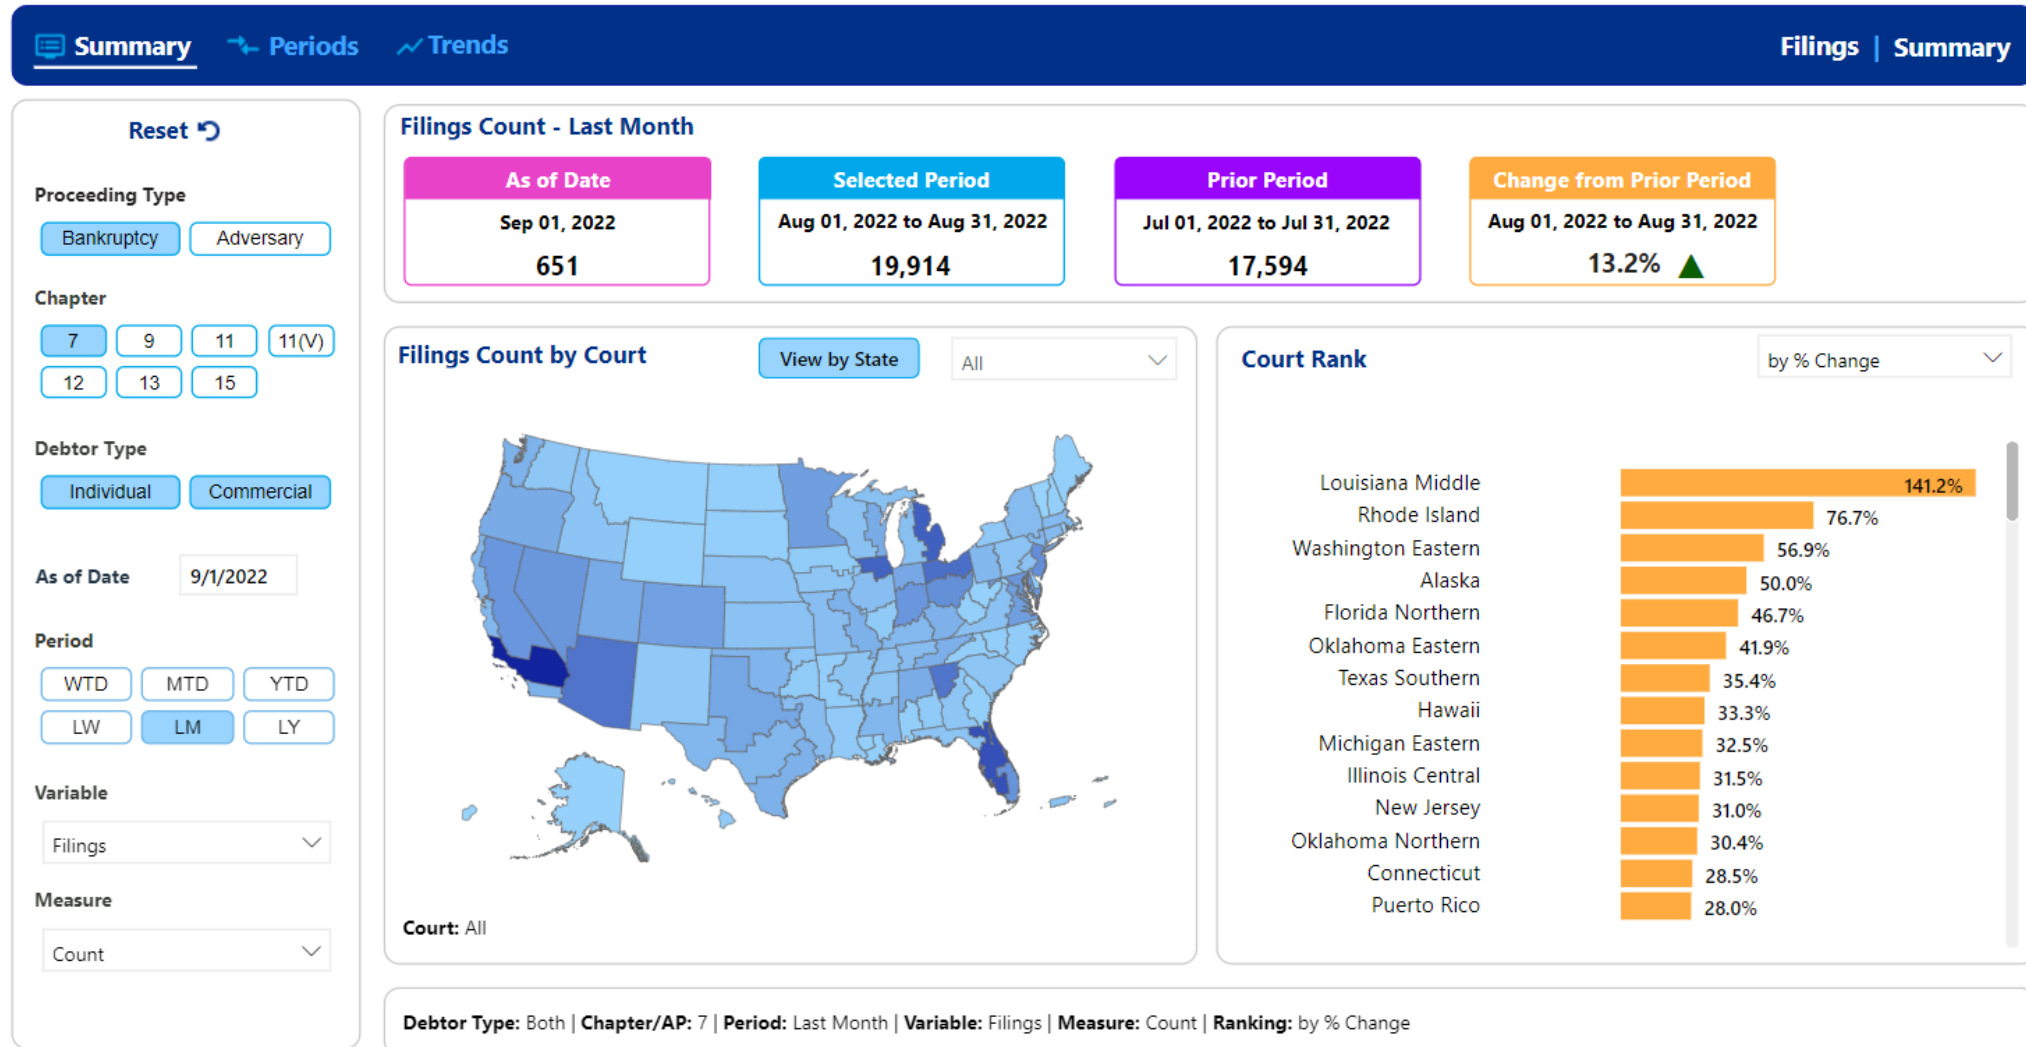 Summary Periods Trends Filings | Summary
Reset
Proceeding Type
Bankruptcy Adversary
Chapter
7 9 11 11(V)
12 13 15
Debtor Type
Individual Commercial
As of Date 9/1/2022
Period
WTD MTD YTD
LW LM LY
Variable
Filings
Measure
Count
Filings Count - Last Month
As of Date
Sep 01, 2022
651
Selected Period
Aug 01, 2022 to Aug 31, 2022
19,914
Prior Period
Jul 01, 2022 to Jul 31, 2022
17,594
Change from Prior Period
Aug 01, 2022 to Aug 31, 2022
13.2%
Filings Count by Court View by State All
Court: All
Court Rank by % Change
Louisiana Middle 141.2%
Rhode Island 76.7%
Washington Eastern 56.9%
Alaska 50.0%
Florida Northern 46.7%
Oklahoma Eastern 41.9%
Texas Southern 35.4%
Hawaii 33.3%
Michigan Eastern 32.5%
Illinois Central 31.5%
New Jersey 31.0%
Oklahoma Northern 30.4%
Connecticut 28.5%
Puerto Rico 28.0%
Debtor Type: Both | Chapter/AP: 7 | Period: Last Month | Variable: Filings | Measure: Count | Ranking: by % Change